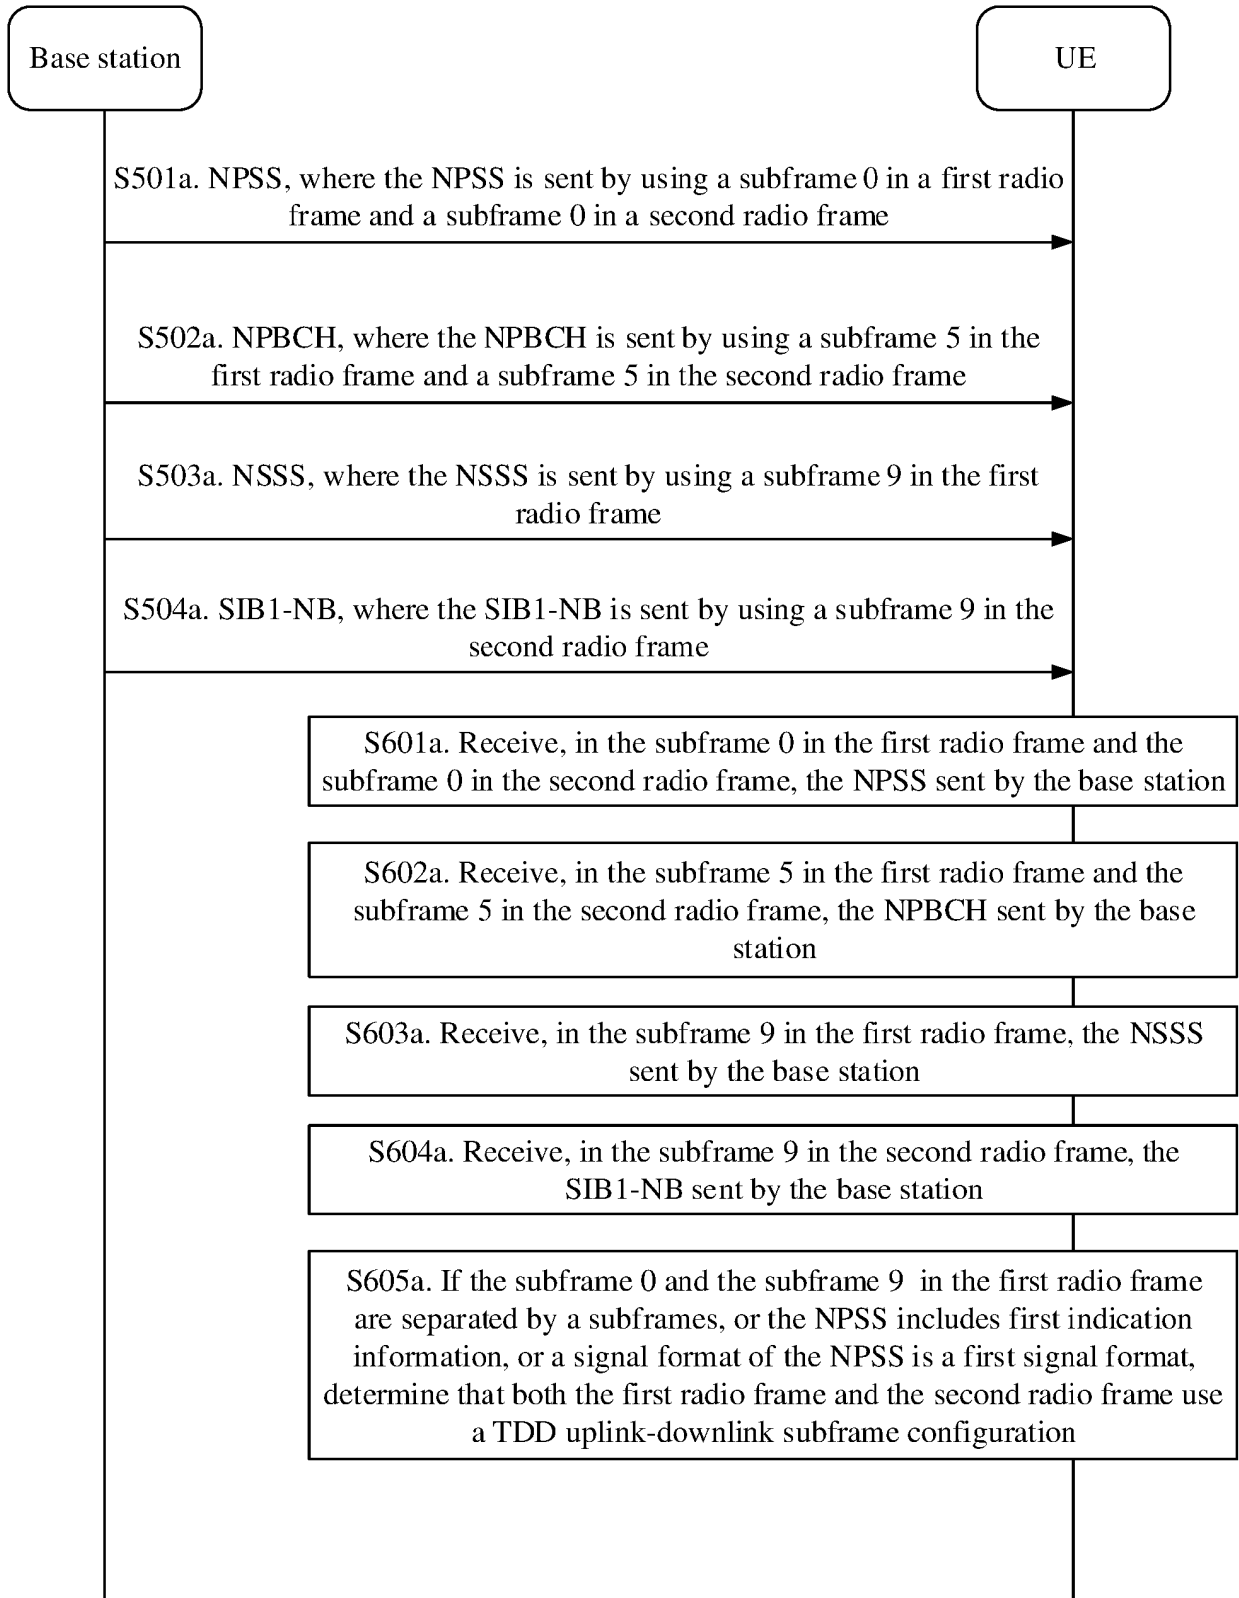 Base station
UE
S501a. NPSS, where the NPSS is sent by using a subframe 0 in a first radio
frame and a subframe 0 in a second radio frame
S502a. NPBCH, where the NPBCH is sent by using a subframe 5 in the
first radio frame and a subframe 5 in the second radio frame
S503a. NSSS, where the NSSS is sent by using a subframe 9 in the first
radio frame
S504a. SIB1-NB, where the SIB1-NB is sent by using a subframe 9 in the
second radio frame
S601a. Receive, in the subframe 0 in the first radio frame and the
subframe 0 in the second radio frame, the NPSS sent by the base station
S602a. Receive, in the subframe 5 in the first radio frame and the
subframe 5 in the second radio frame, the NPBCH sent by the base
station
S603a. Receive, in the subframe 9 in the first radio frame, the NSSS
sent by the base station
S604a. Receive, in the subframe 9 in the second radio frame, the
SIB1-NB sent by the base station
S605a. If the subframe 0 and the subframe 9 in the first radio frame
are separated by a subframes, or the NPSS includes first indication
information, or a signal format of the NPSS is a first signal format,
determine that both the first radio frame and the second radio frame use
a TDD uplink-downlink subframe configuration